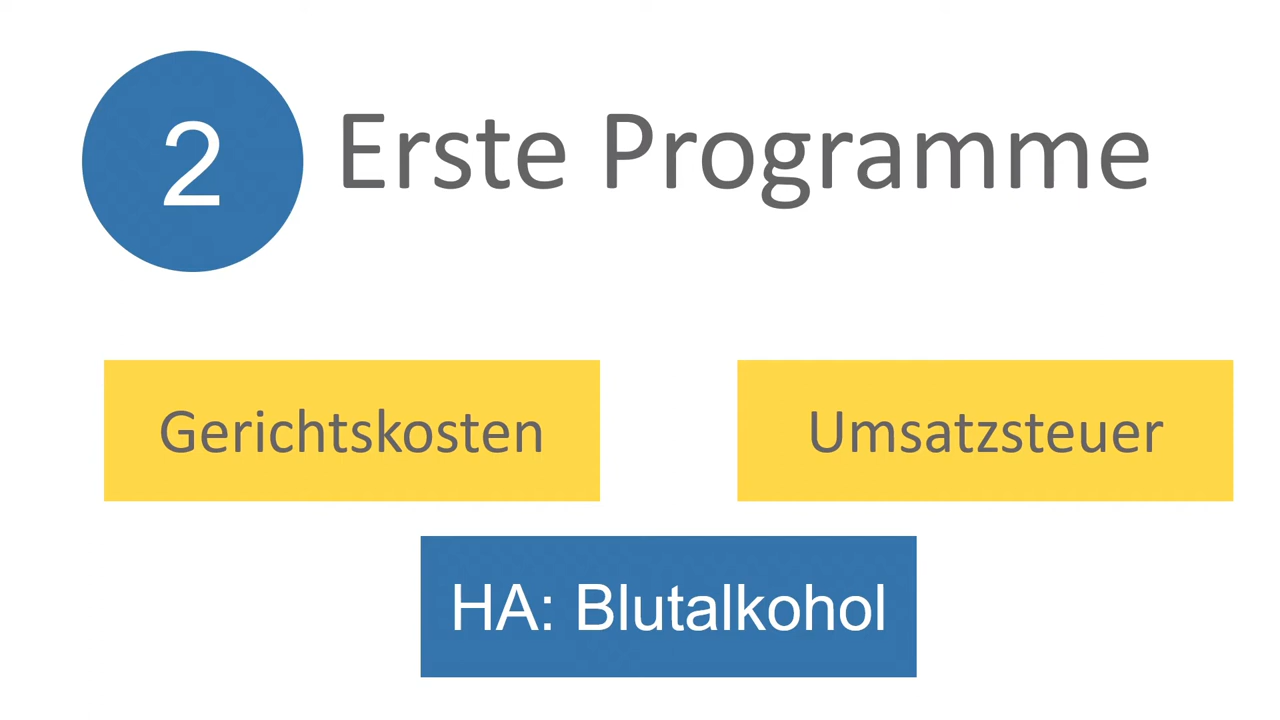 2
Erste Programme
Gerichtskosten
Umsatzsteuer
HA: Blutalkohol